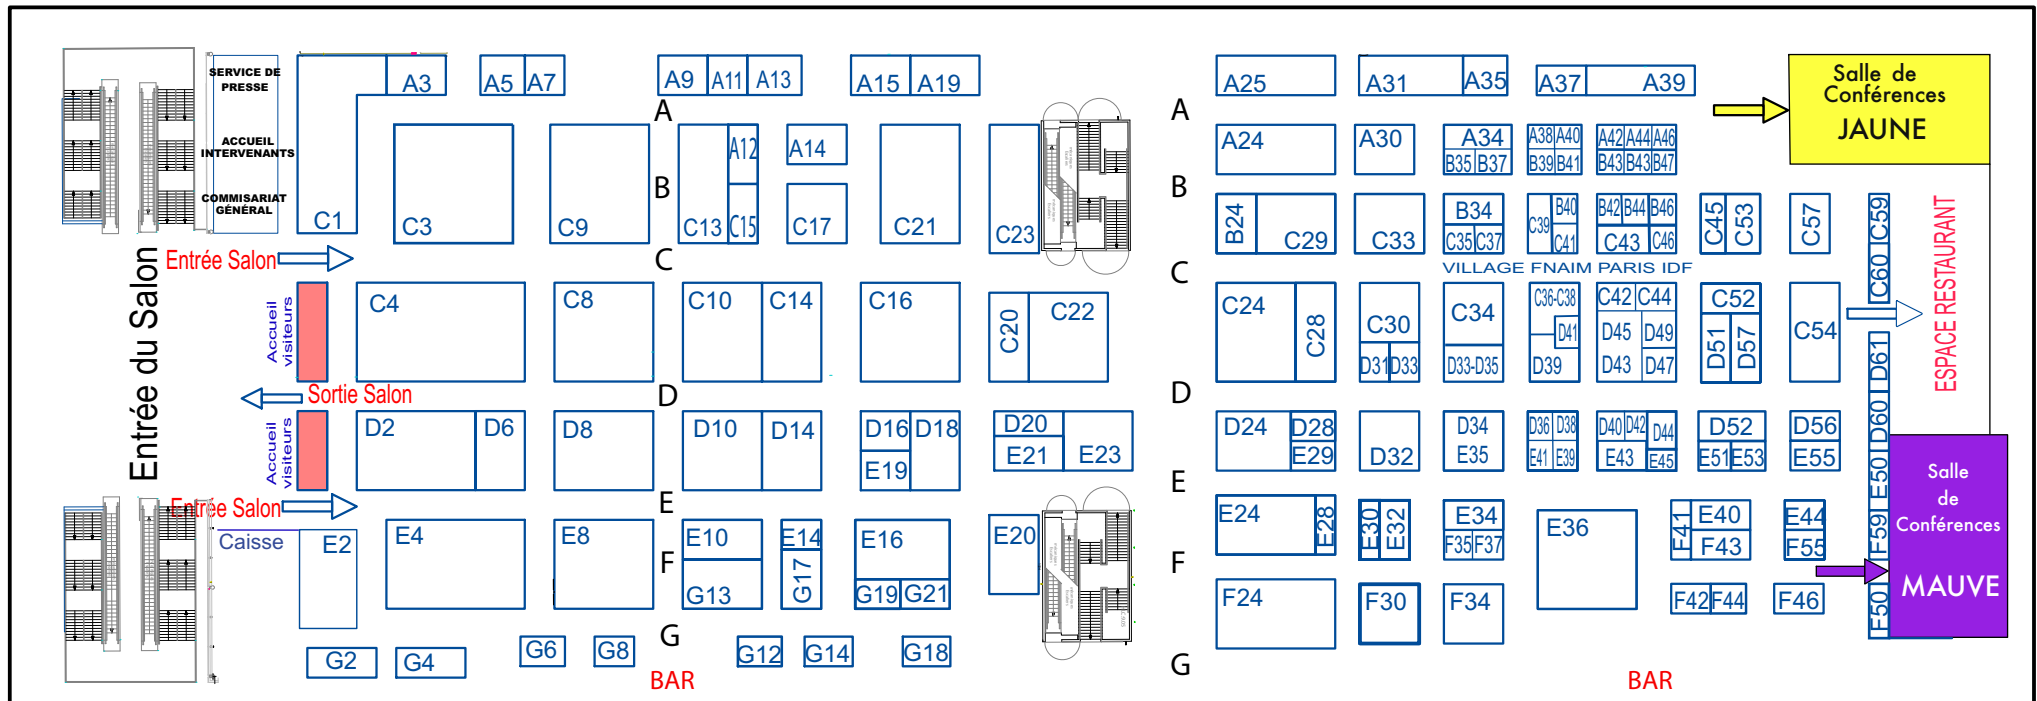 SERVICE DE
PRESSE
ACCUEIL
INTERVENANTS
COMMISARIAT
GÉNÉRAL
Entrée du Salon
Entrée Salon
Accueil
visiteurs
Sortie Salon
Accueil
visiteurs
Entrée Salon
Caisse
A3 A5 A7 A9 A11 A13 A15 A19 A25 A31 A35 A37 A39
A A
A12 A14 A24 A30 A34 A38 A40 A42 A44 A46
B35 B37 B39 B41 B43 B43 B47
B B
C1 C3 C9 C13 C15 C17 C21 C23
B24 C29 C33 B34 C35 C37 C39 B40 C41 B42 B44 B46 C43 C46 C45 C53 C57 C59
C C
VILLAGE FNAIM PARIS IDF
C60
C4 C8 C10 C14 C16 C20 C22 C24 C28 C30 C34 C36-C38 C42 C44 C52 C54
D31 D33 D33-D35 D41 D39 D45 D49 D43 D47 D51 D57 D61
D D
D2 D6 D8 D10 D14 D16 D18 D20 D24 D28 D32 D34 D36 D38 D40 D42 D44 D52 D56 D60
E19 E21 E23 E29 E35 E41 E39 E43 E45 E51 E53 E55 E50
E E
E2 E4 E8 E10 E14 E16 E20 E24 E28 E30 E32 E34 E36 E40 E44
F35 F37 F41 F43 F55 F59
F F
G13 G17 G19 G21 F24 F30 F34 F42 F44 F46 F50
G G
G2 G4 G6 G8 G12 G14 G18
BAR BAR
Salle de
Conférences
JAUNE
ESPACE RESTAURANT
Salle
de
Conférences
MAUVE